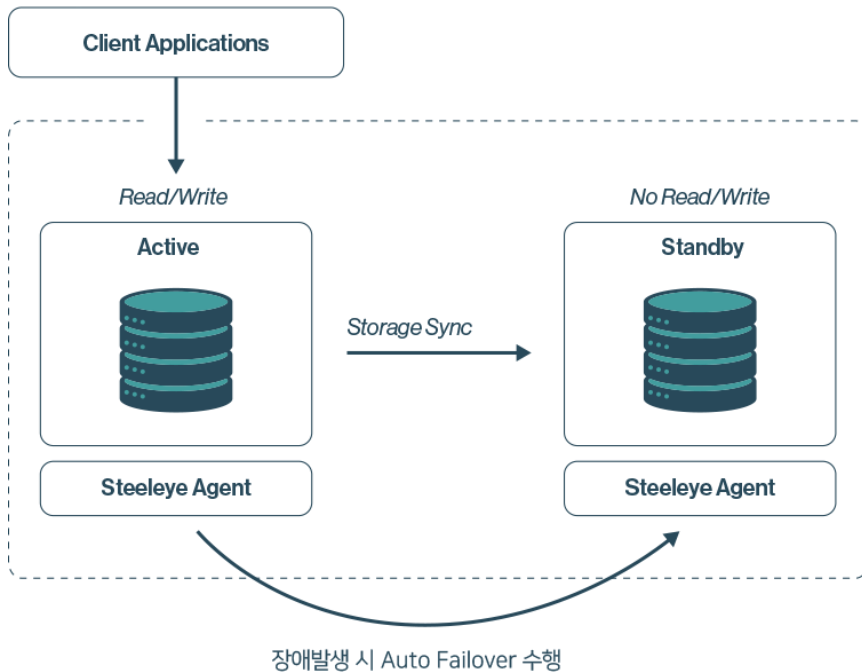 Client Applications
Read/Write
No Read/Write
Active
Standby
Storage Sync
Steeleye Agent
Steeleye Agent
장애발생 시 Auto Failover 수행